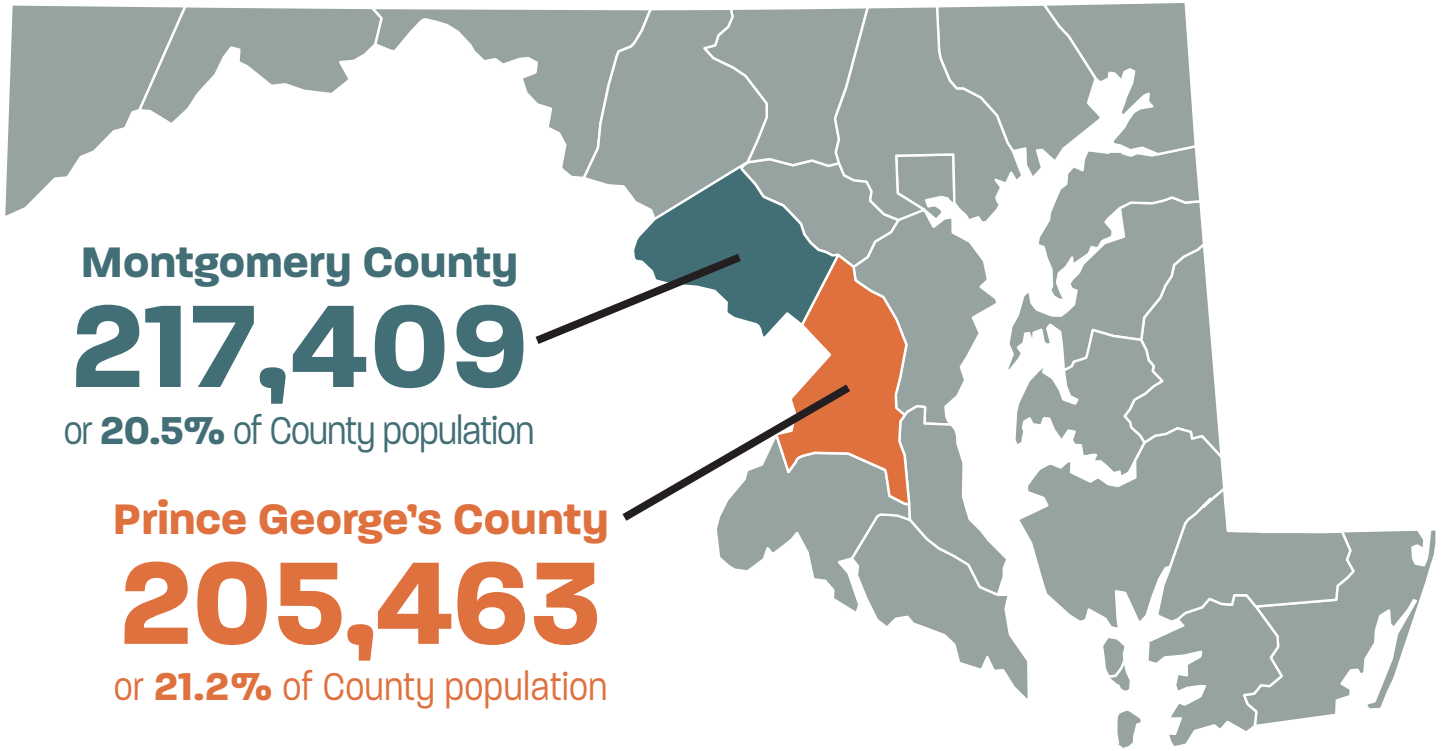 Montgomery County
217,409
or 20.5% of County population
Prince George’s County
205,463
or 21.2% of County population